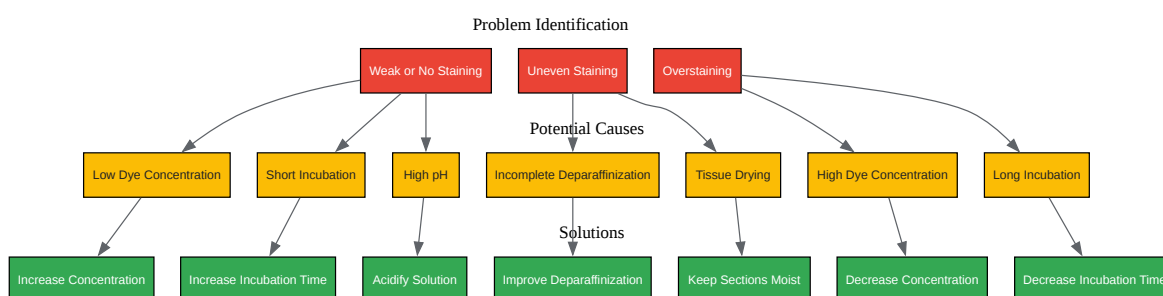 Problem Identification
Weak or No Staining
Uneven Staining
Overstaining
Potential Causes
Low Dye Concentration
Short Incubation
High pH
Incomplete Deparaffinization
Tissue Drying
High Dye Concentration
Long Incubation
Solutions
Increase Concentration
Increase Incubation Time
Acidify Solution
Improve Deparaffinization
Keep Sections Moist
Decrease Concentration
Decrease Incubation Time